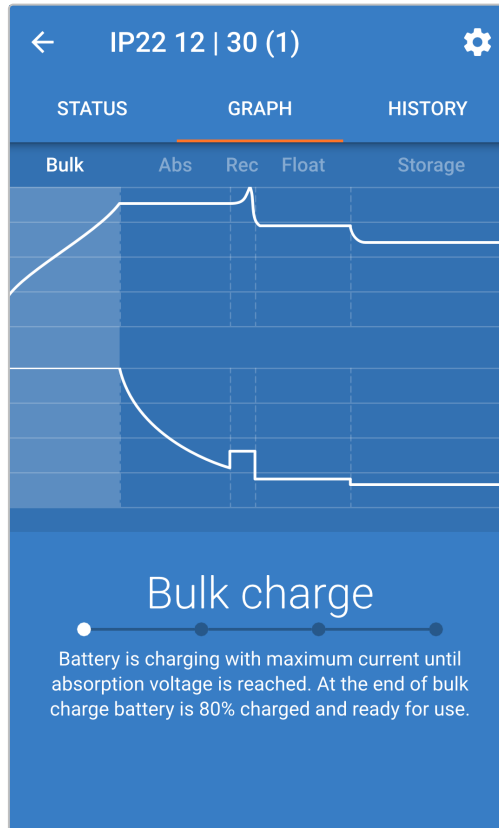 IP22 12 | 30 (1)
STATUS GRAPH HISTORY
Bulk Abs Rec Float Storage
Bulk charge
Battery is charging with maximum current until
absorption voltage is reached. At the end of bulk
charge battery is 80% charged and ready for use.